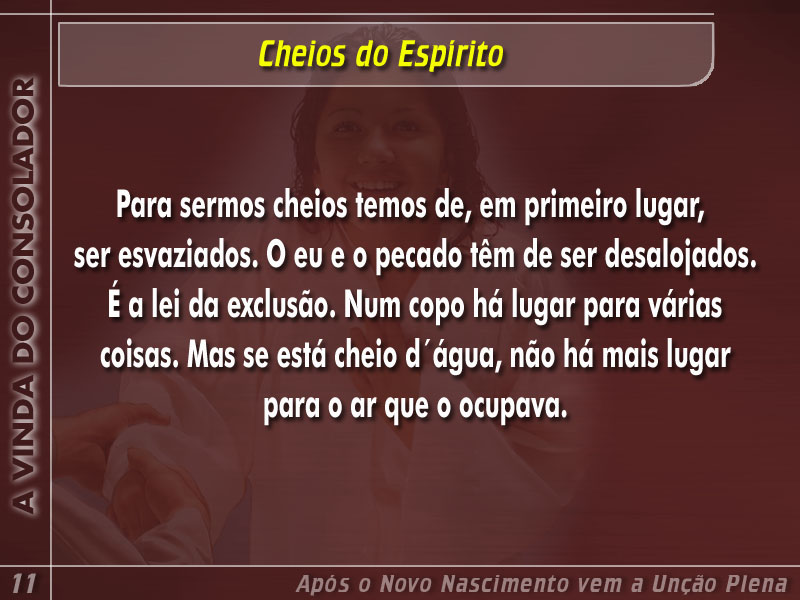 Cheios do Espírito
A VINDA DO CONSOLADOR
Para sermos cheios temos de, em primeiro lugar,
ser esvaziados. O eu e o pecado têm de ser desalojados.
É a lei da exclusão. Num copo há lugar para várias
coisas. Mas se está cheio d´água, não há mais lugar
para o ar que o ocupava.
11
Após o Novo Nascimento vem a Unção Plena